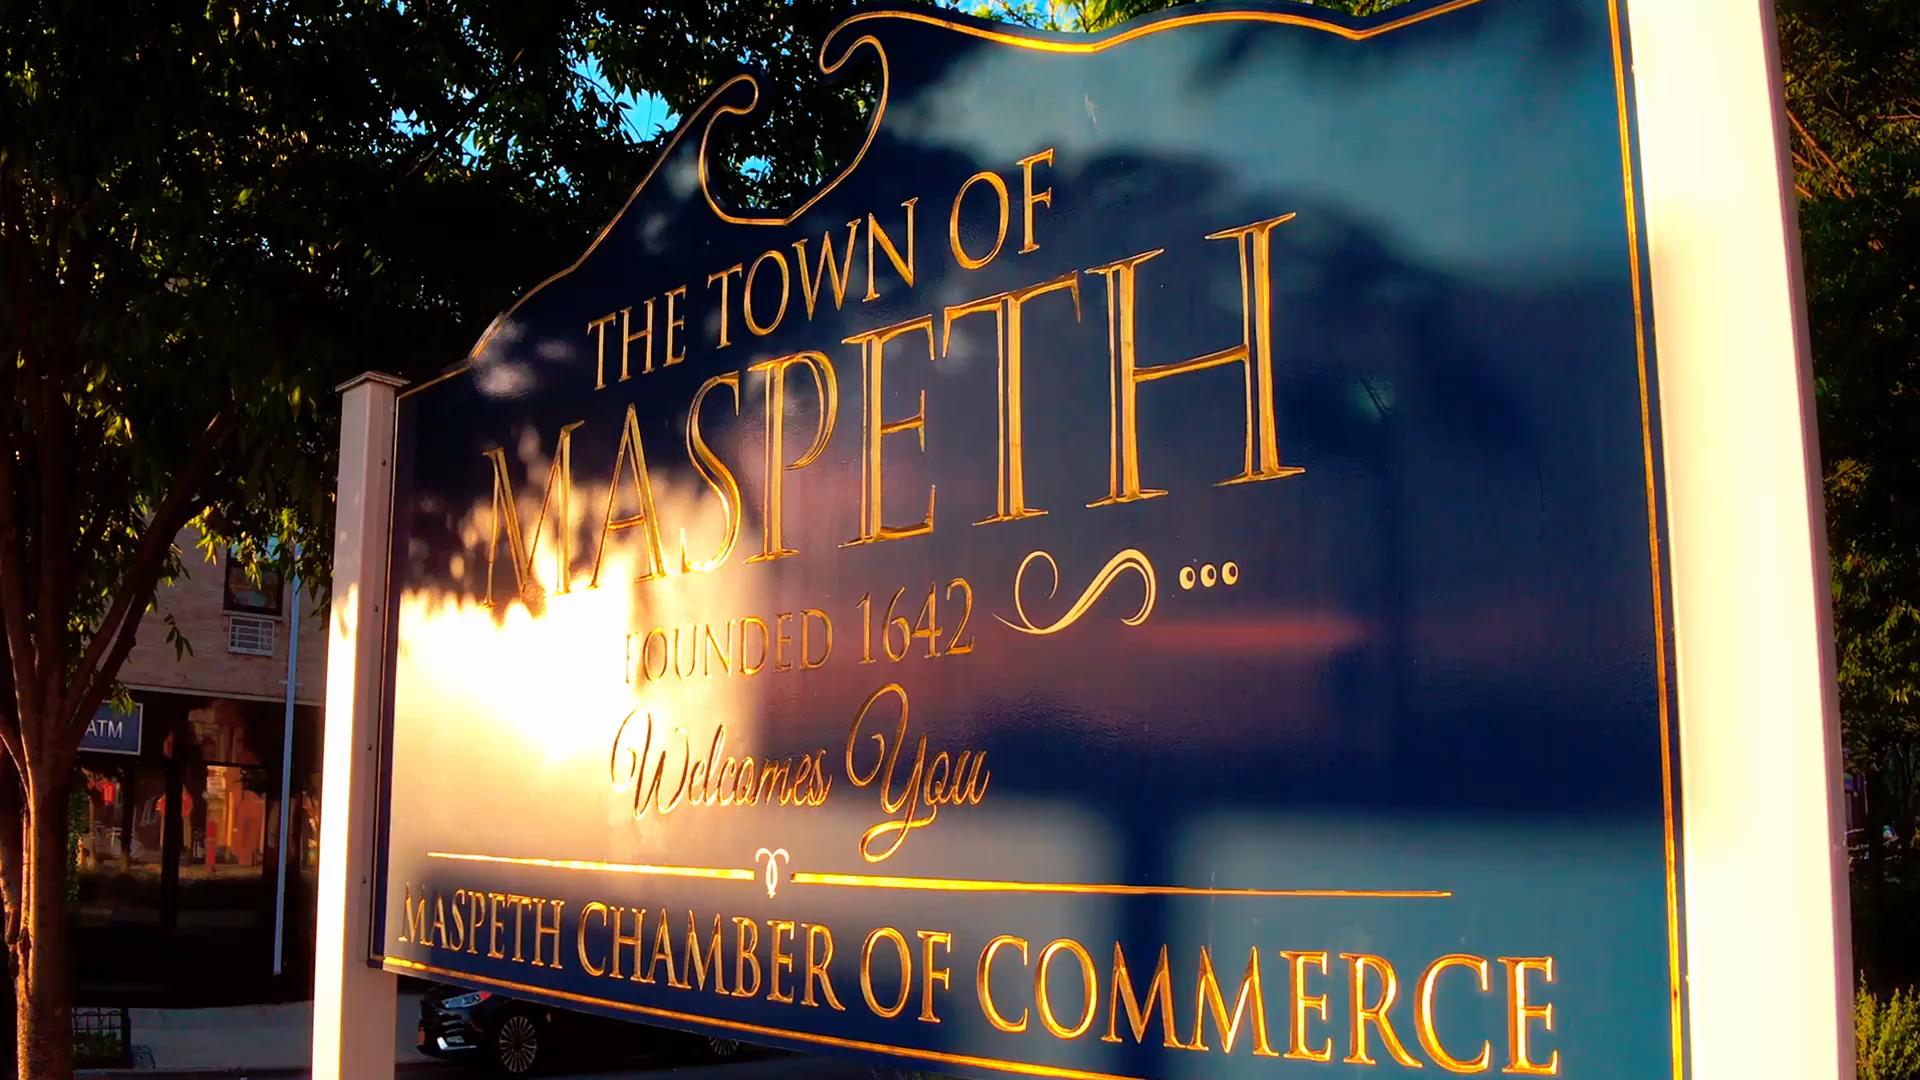 THE TOWN OF
MASPETH
FOUNDED 1642
Welcomes You
MASPETH CHAMBER OF COMMERCE
ATM